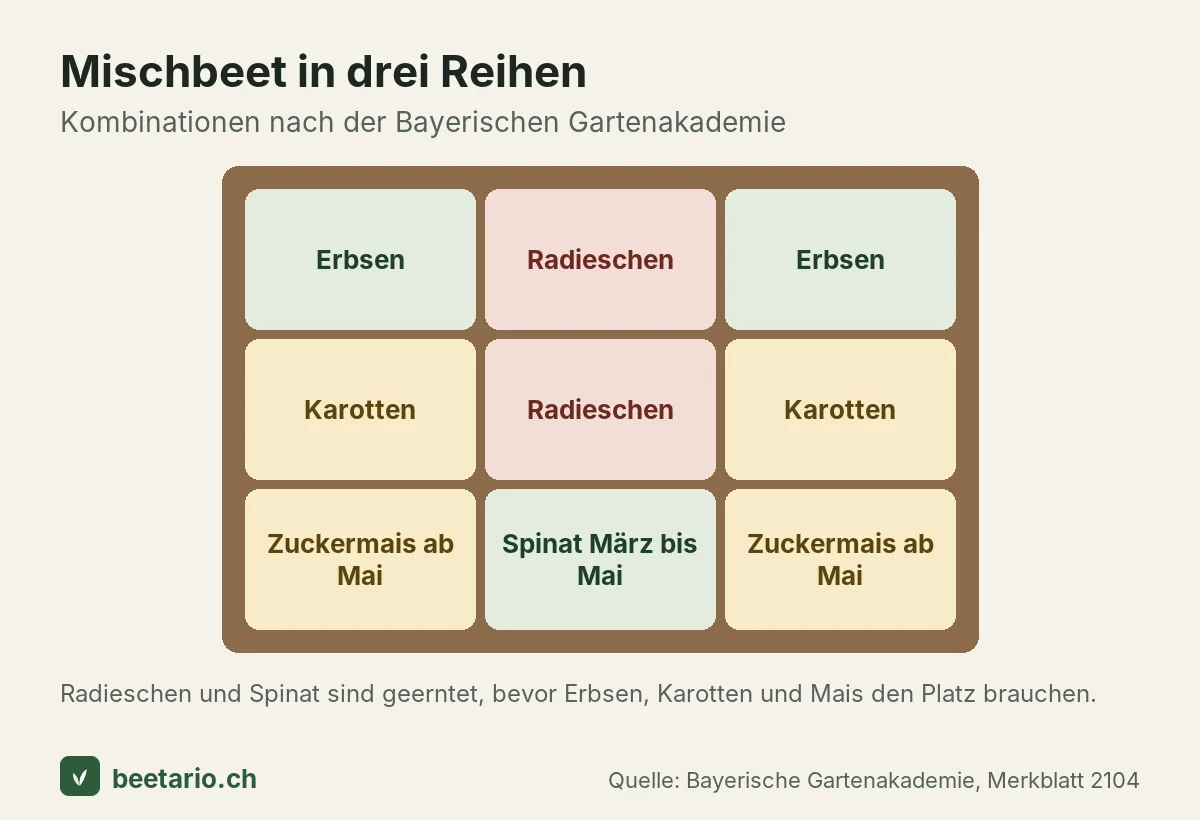 Mischbeet in drei Reihen
Kombinationen nach der Bayerischen Gartenakademie
Erbsen
Radieschen
Erbsen
Karotten
Radieschen
Karotten
Zuckermais ab
Mai
Spinat März bis
Mai
Zuckermais ab
Mai
Radieschen und Spinat sind geerntet, bevor Erbsen, Karotten und Mais den Platz brauchen.
beetario.ch
Quelle: Bayerische Gartenakademie, Merkblatt 2104